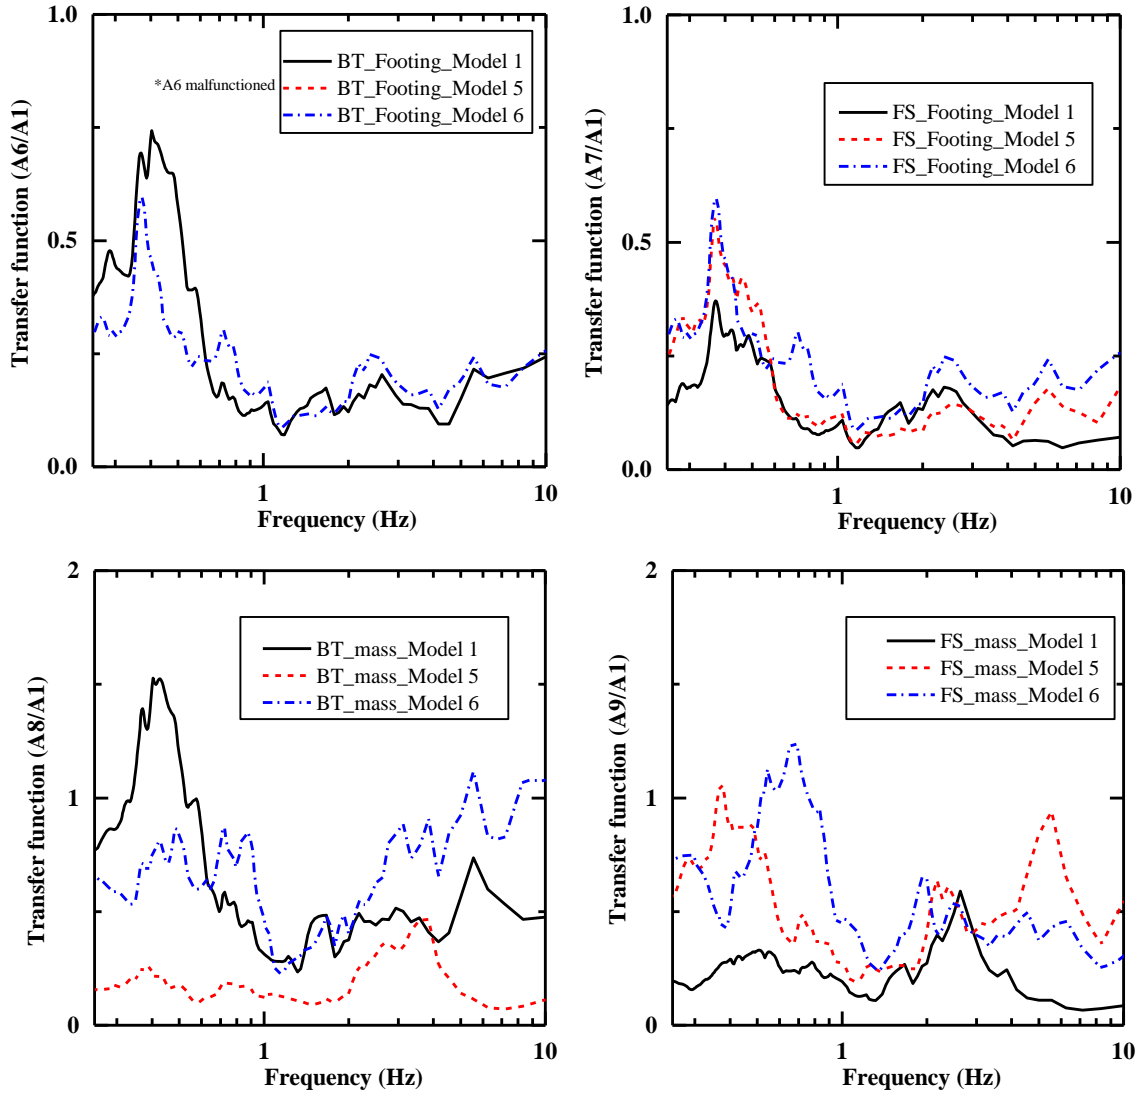 1.0
BT_Footing_Model 1
*A6 malfunctioned
BT_Footing_Model 5
BT_Footing_Model 6
Transfer function (A6/A1)
0.5
0.0
1
10
Frequency (Hz)
1.0
FS_Footing_Model 1
FS_Footing_Model 5
FS_Footing_Model 6
Transfer function (A7/A1)
0.5
0.0
1
10
Frequency (Hz)
2
BT_mass_Model 1
BT_mass_Model 5
BT_mass_Model 6
Transfer function (A8/A1)
1
0
1
10
Frequency (Hz)
2
FS_mass_Model 1
FS_mass_Model 5
FS_mass_Model 6
Transfer function (A9/A1)
1
0
1
10
Frequency (Hz)